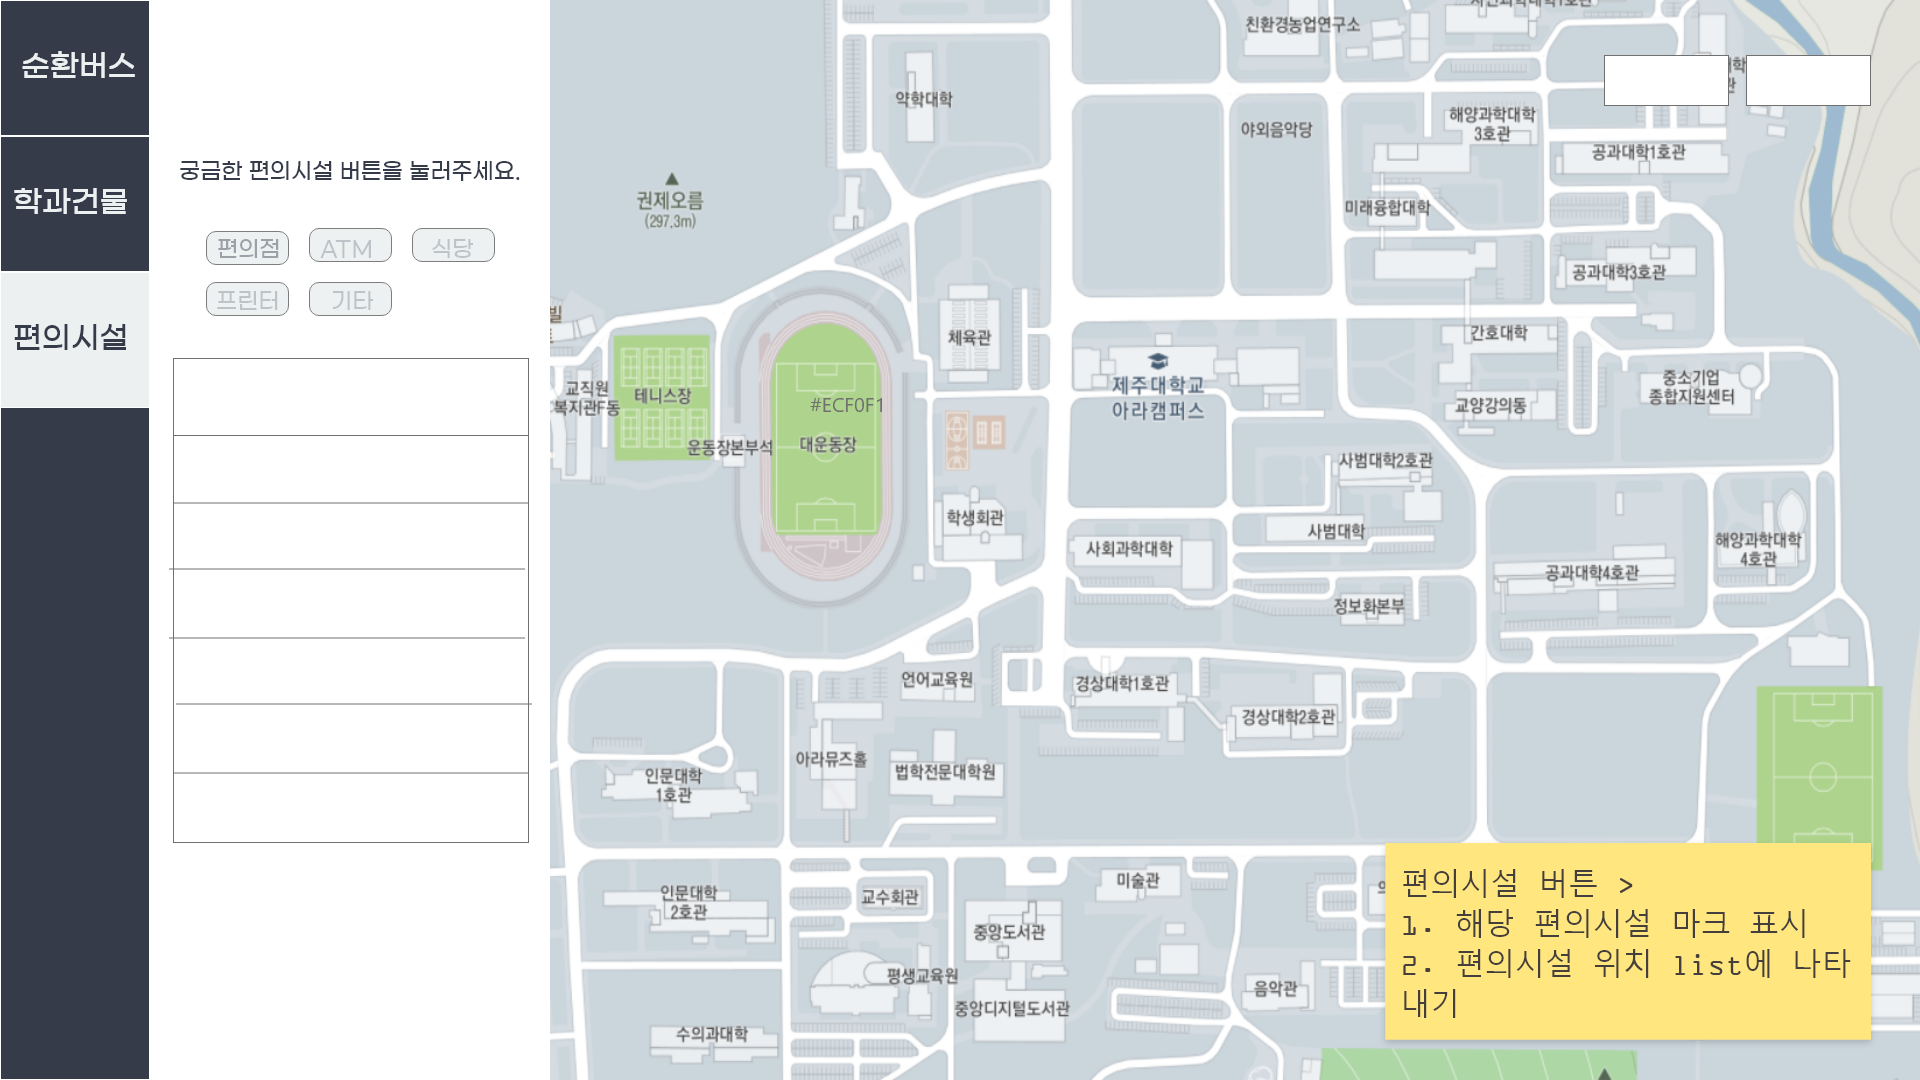 순환버스
학과건물
편의시설
궁금한 편의시설 버튼을 눌러주세요.
편의점
ATM
식당
프린터
기타
친환경농업연구소
약학대학
야외음악당
해양과학대학
3호관
공과대학1호관
권제오름
(297.3m)
미래융합대학
공과대학3호관
체육관
간호대학
제주대학교
아라캠퍼스
중소기업
종합지원센터
교직원
복지관F동
테니스장
#ECF0F1
교양강의동
운동장본부석
대운동장
사범대학2호관
학생회관
사범대학
사회과학대학
해양과학대학
4호관
공과대학4호관
정보화본부
언어교육원
경상대학1호관
경상대학2호관
아라뮤즈홀
법학전문대학원
인문대학
1호관
미술관
인문대학
2호관
교수회관
중앙도서관
평생교육원
음악관
중앙디지털도서관
수의과대학
편의시설 버튼 >
1. 해당 편의시설 마크 표시
2. 편의시설 위치 list에 나타
내기